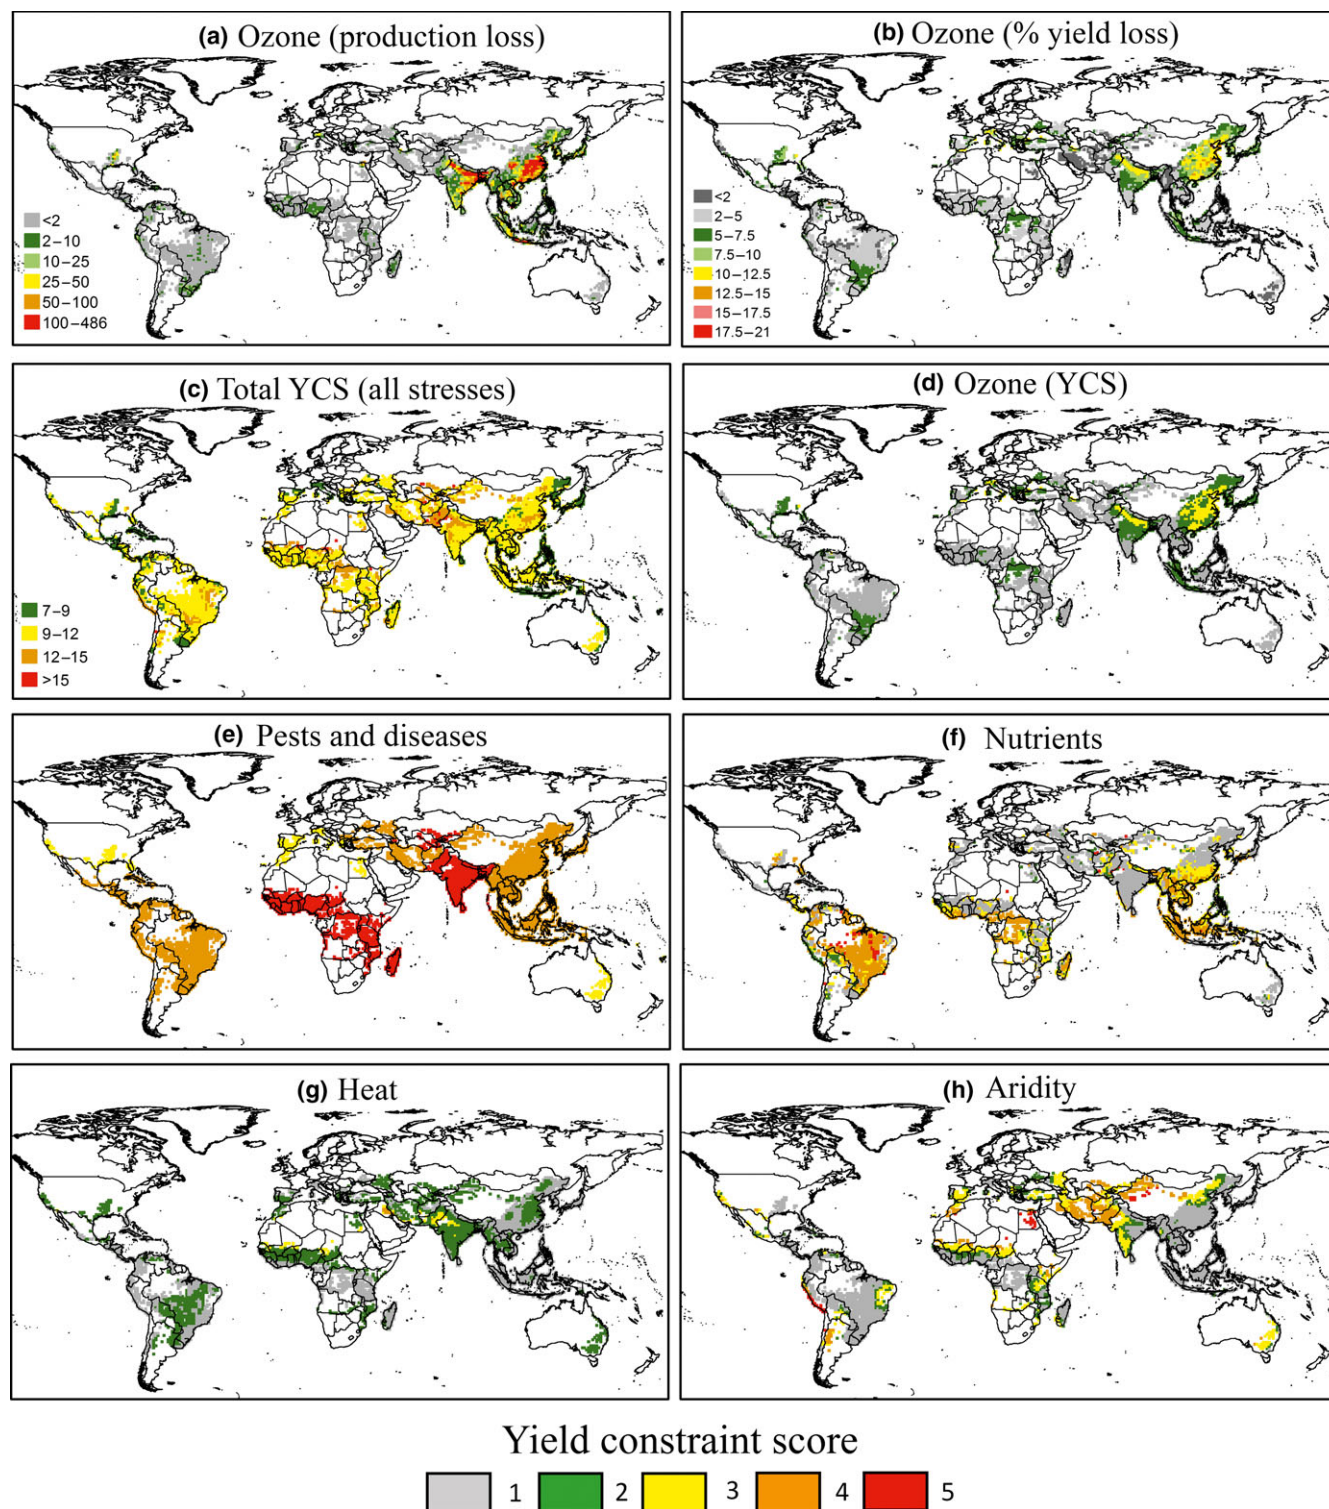 (a) Ozone (production loss)
<2
2–10
10–25
25–50
50–100
100–486
(b) Ozone (% yield loss)
<2
2–5
5–7.5
7.5–10
10–12.5
12.5–15
15–17.5
17.5–21
(c) Total YCS (all stresses)
7–9
9–12
12–15
>15
(d) Ozone (YCS)
(e) Pests and diseases
(f) Nutrients
(g) Heat
(h) Aridity
Yield constraint score
1 2 3 4 5